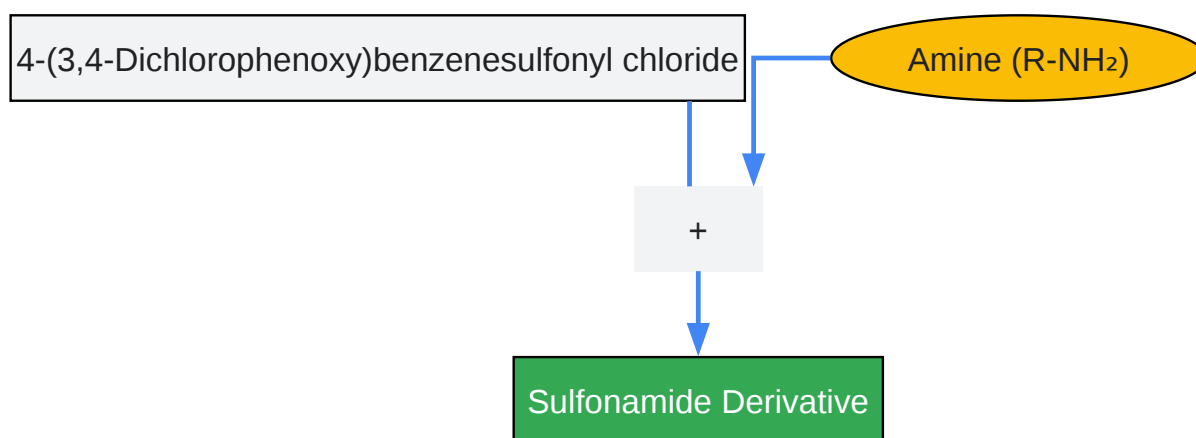 4-(3,4-Dichlorophenoxy)benzenesulfonyl chloride
Amine (R-NH₂)
+
Sulfonamide Derivative